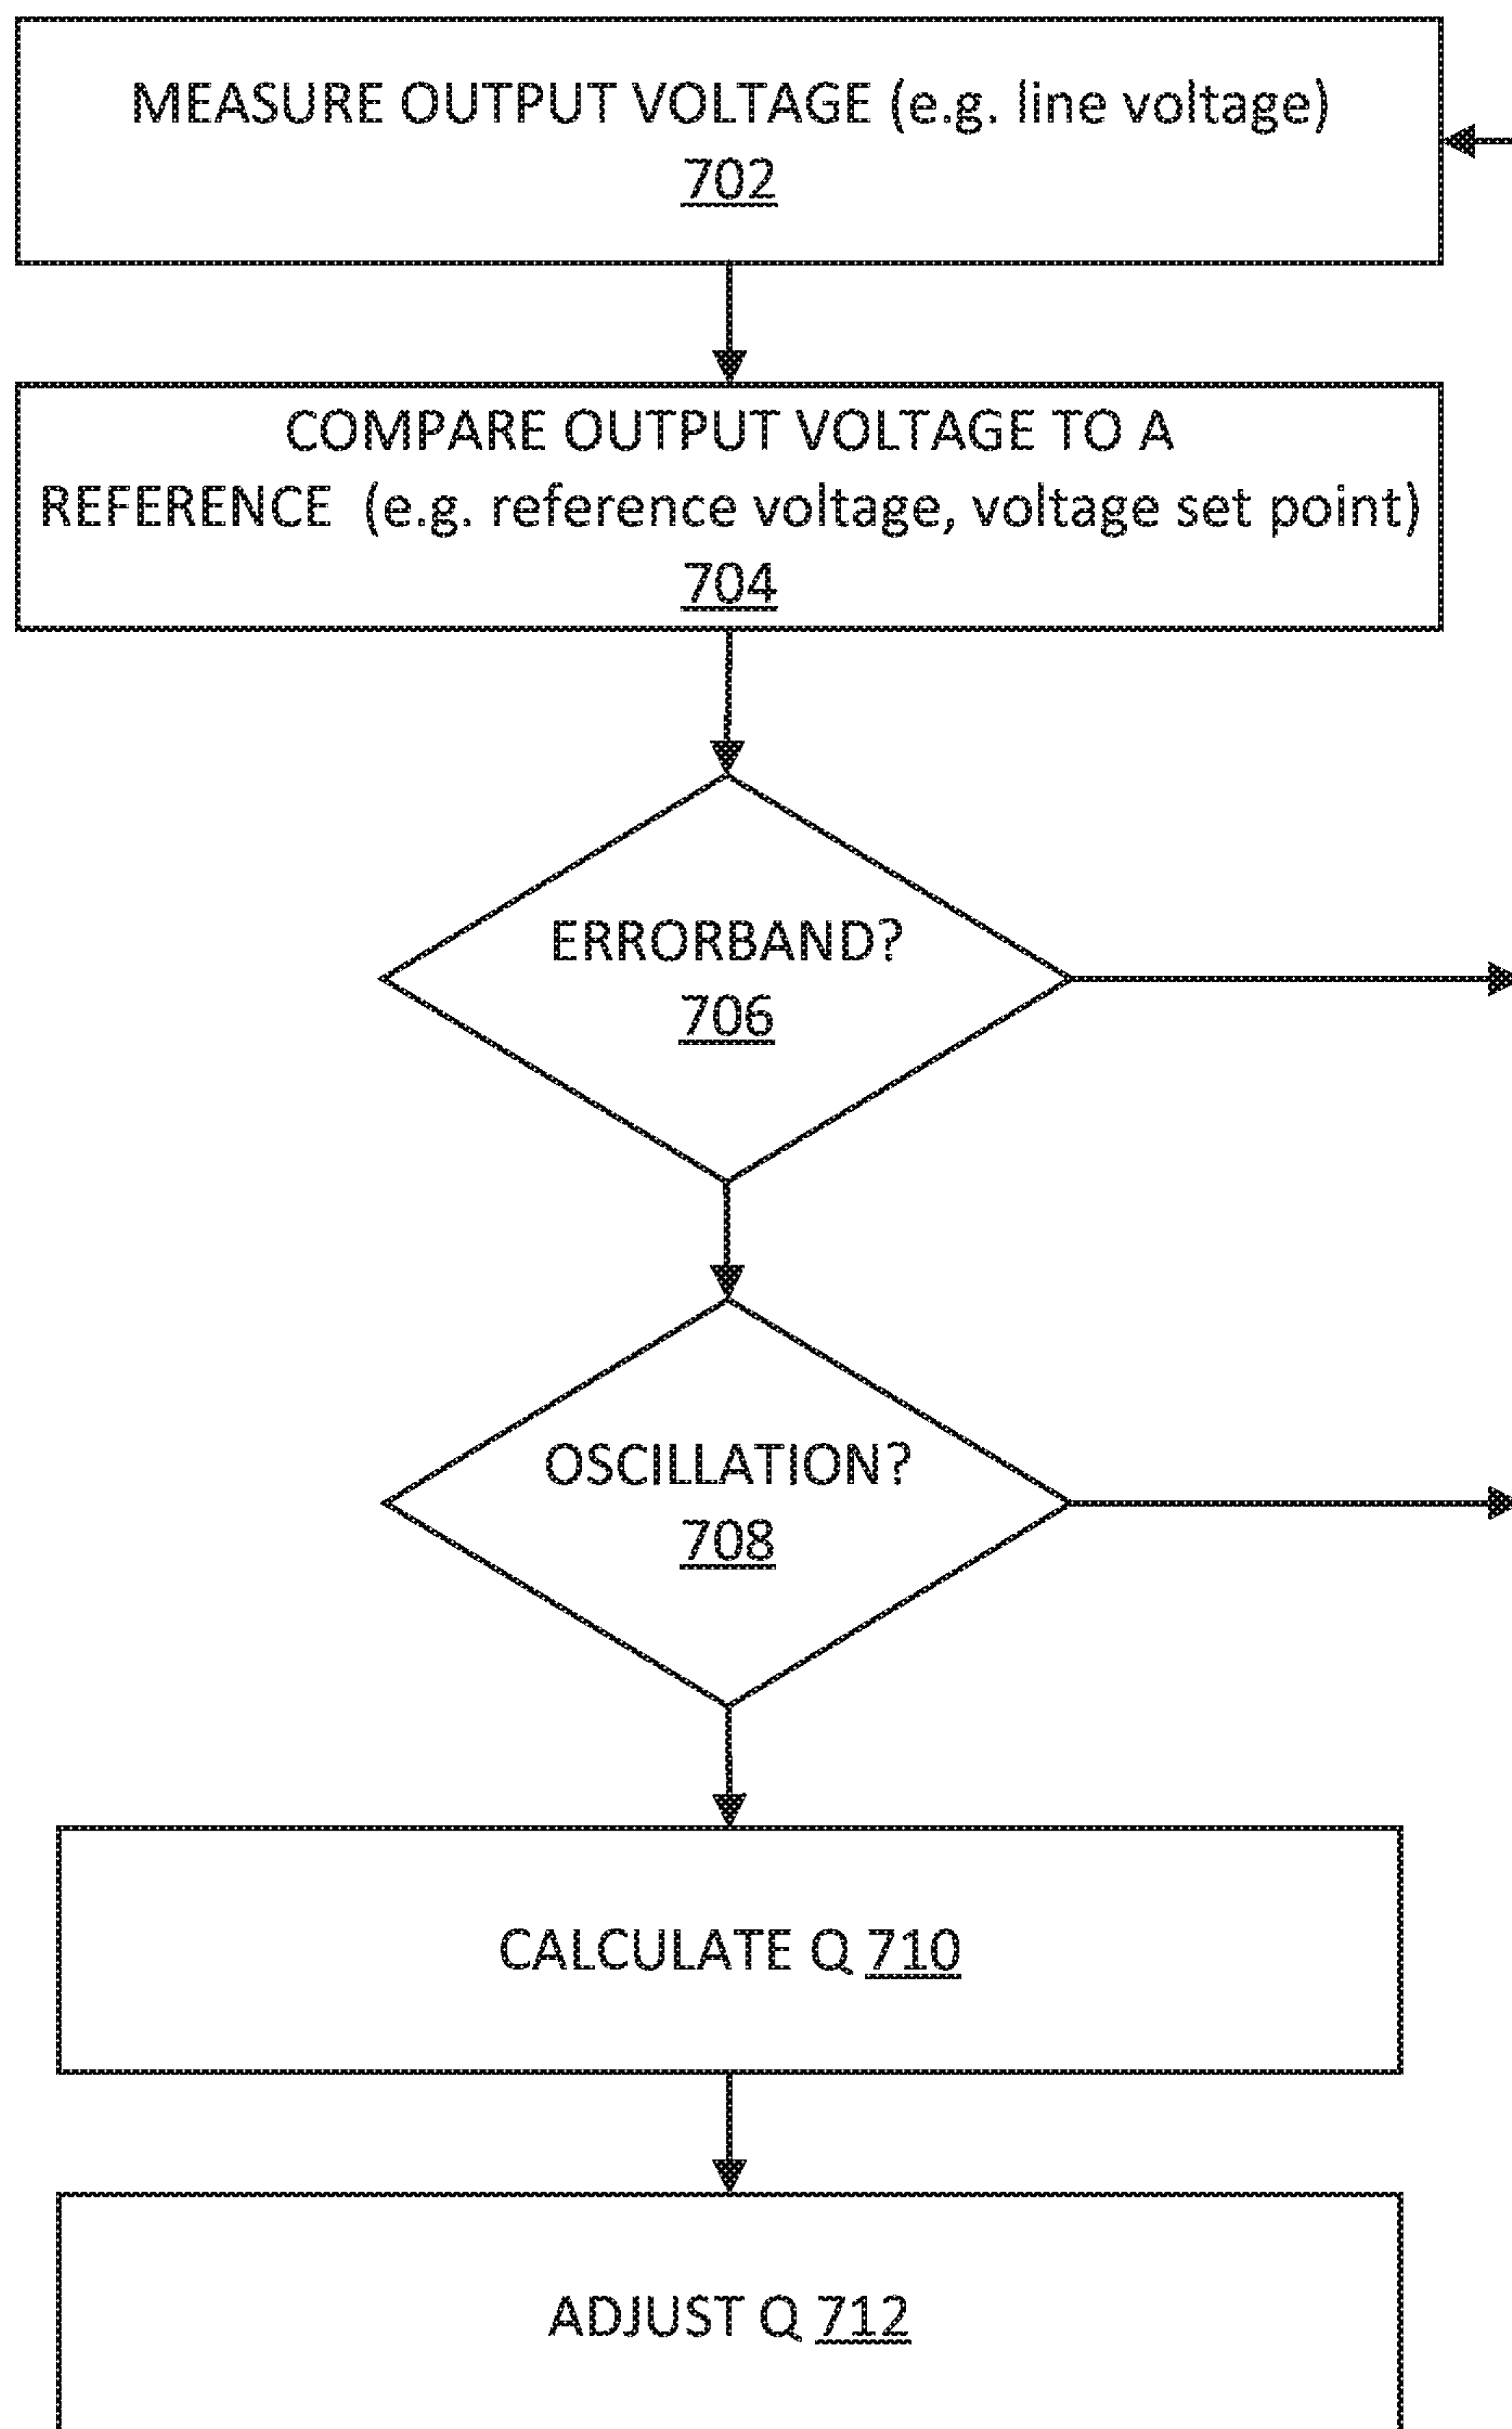 MEASURE OUTPUT VOLTAGE (e.g. line voltage)
702
COMPARE OUTPUT VOLTAGE TO A
REFERENCE (e.g. reference voltage, voltage set point)
704
ERRORBAND?
706
OSCILLATION?
708
CALCULATE Q 710
ADJUST Q 712